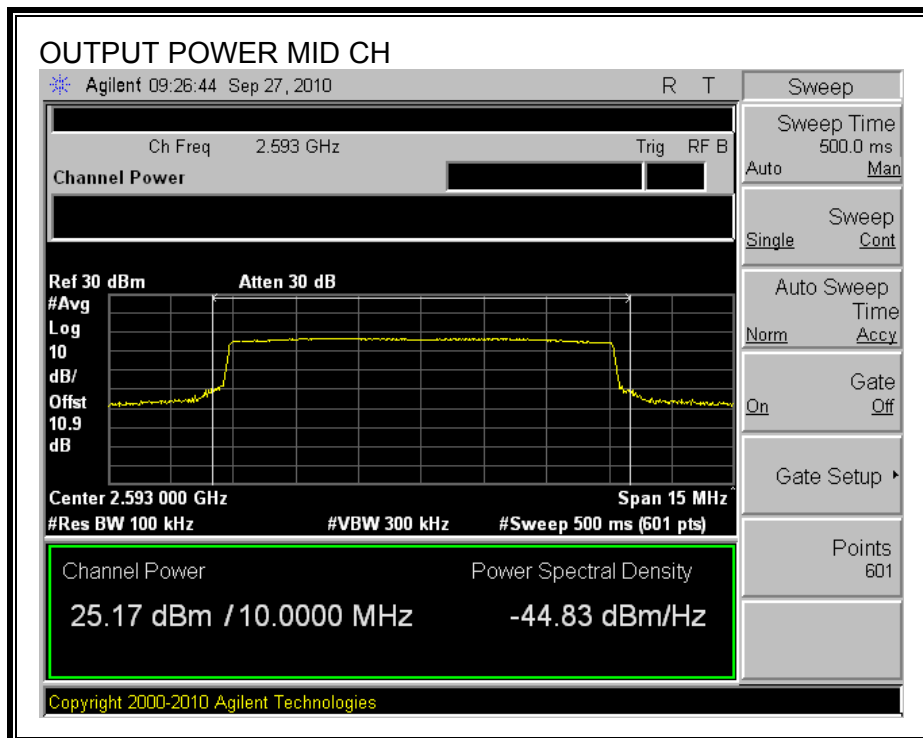 OUTPUT POWER MID CH
Agilent 09:26:44 Sep 27, 2010 R T
Ch Freq 2.593 GHz Trig RF B
Channel Power
Ref 30 dBm Atten 30 dB
#Avg
Log
10
dB/
Offst
10.9
dB
Center 2.593 000 GHz Span 15 MHz
#Res BW 100 kHz #VBW 300 kHz #Sweep 500 ms (601 pts)
Channel Power Power Spectral Density
25.17 dBm / 10.0000 MHz -44.83 dBm/Hz
Copyright 2000-2010 Agilent Technologies
Sweep
Sweep Time
500.0 ms
Auto Man
Sweep
Single Cont
Auto Sweep
Time
Norm Accy
Gate
On Off
Gate Setup
Points
601